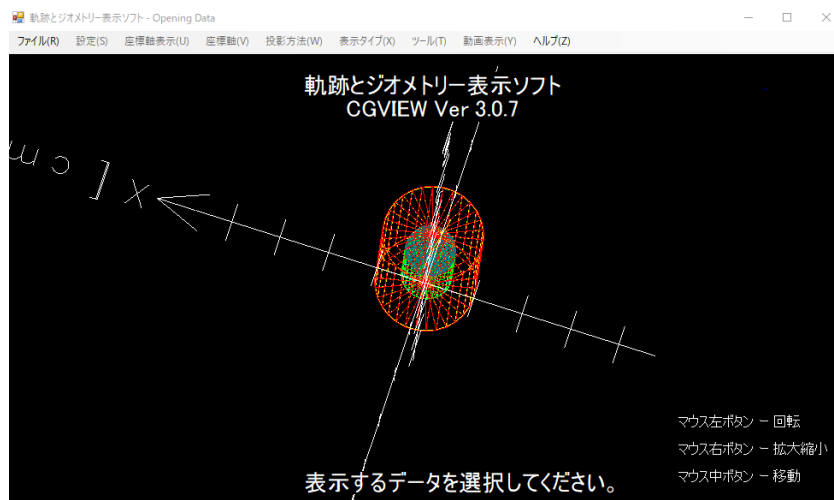 軌跡とジオメトリー表示ソフト - Opening Data
ファイル(R) 設定(S) 座標軸表示(U) 座標軸(V) 投影方法(W) 表示タイプ(X) ツール(T) 動画表示(Y) ヘルプ(Z)
軌跡とジオメトリー表示ソフト
CGVIEW Ver 3.0.7
X [cm
マウス左ボタン ー 回転
マウス右ボタン ー 拡大縮小
マウス中ボタン ー 移動
表示するデータを選択してください。